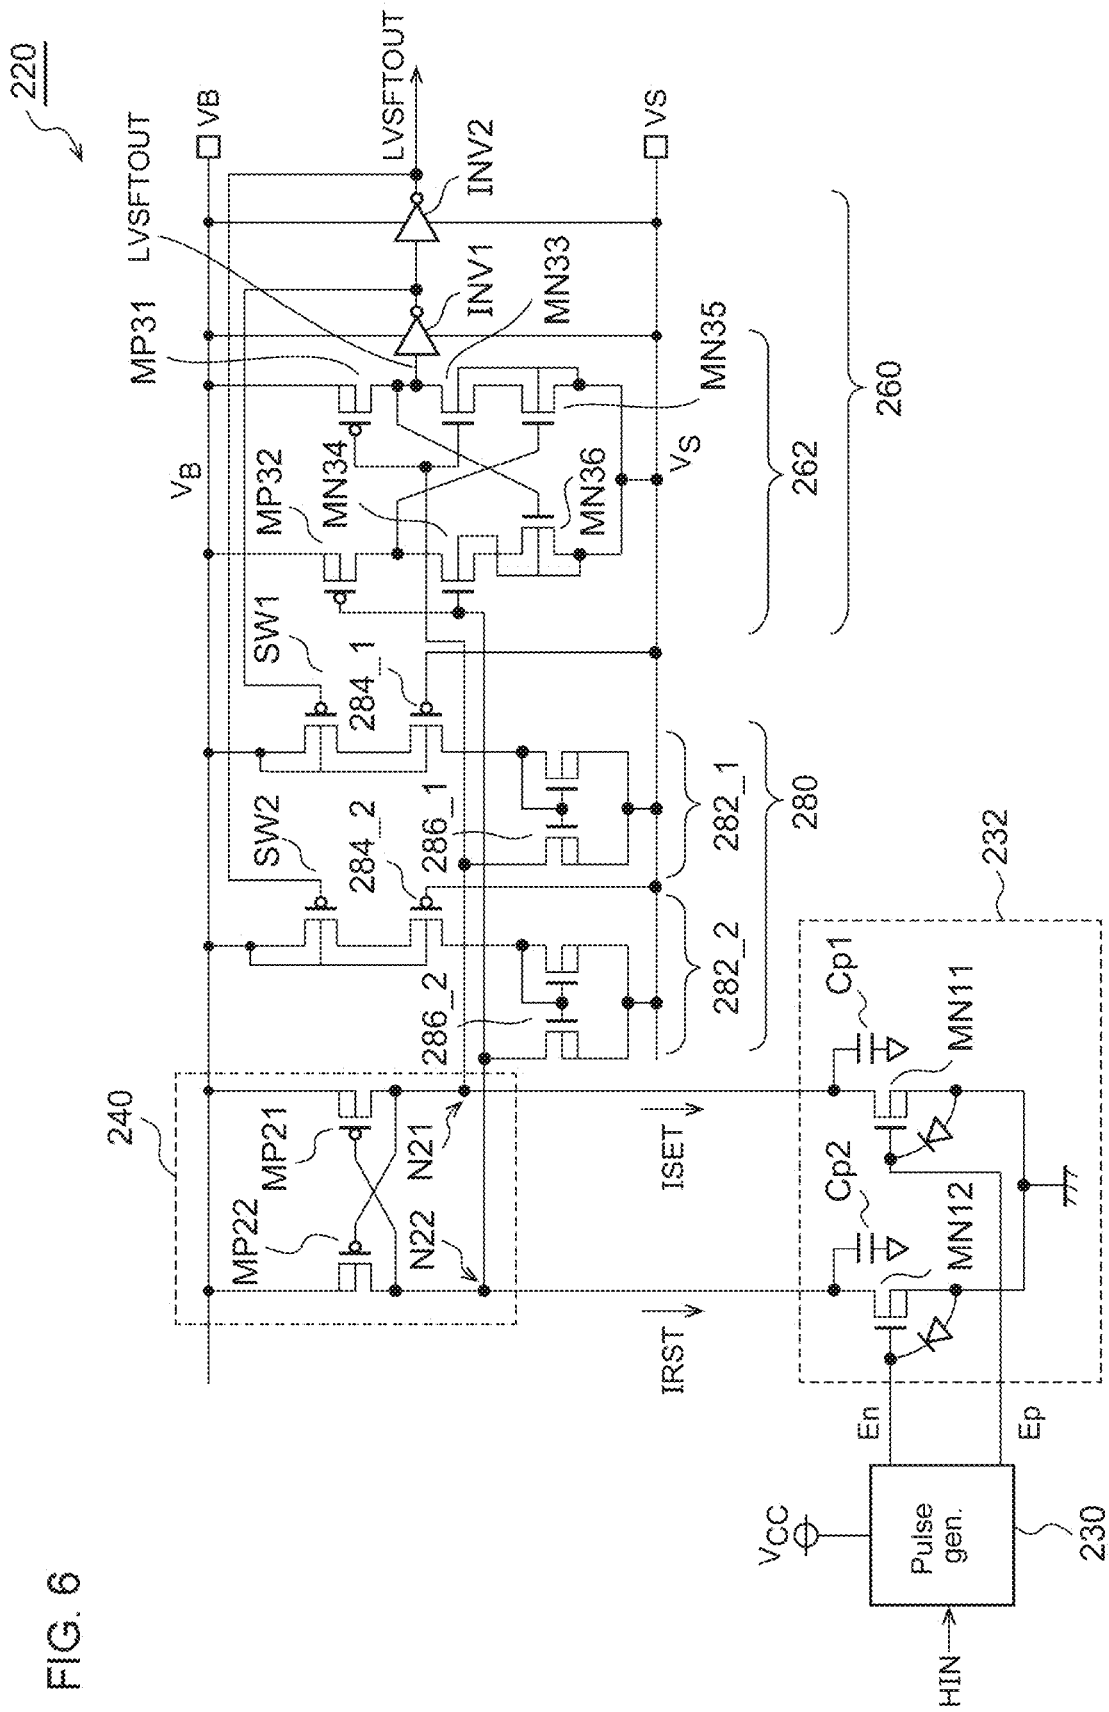 FIG. 6
220
HIN
Pulse
gen.
230
VCC
En
Ep
232
IRST
ISET
Cp2
Cp1
MN12
MN11
240
MP22
MP21
N22
N21
286_2
286_1
282_2
282_1
280
SW2
284_2
SW1
284_1
VB
MP32
MN34
MN36
MP31
LVSFTOUT
INV1
MN33
MN35
VS
262
260
INV2
LVSFTOUT
VB
VS